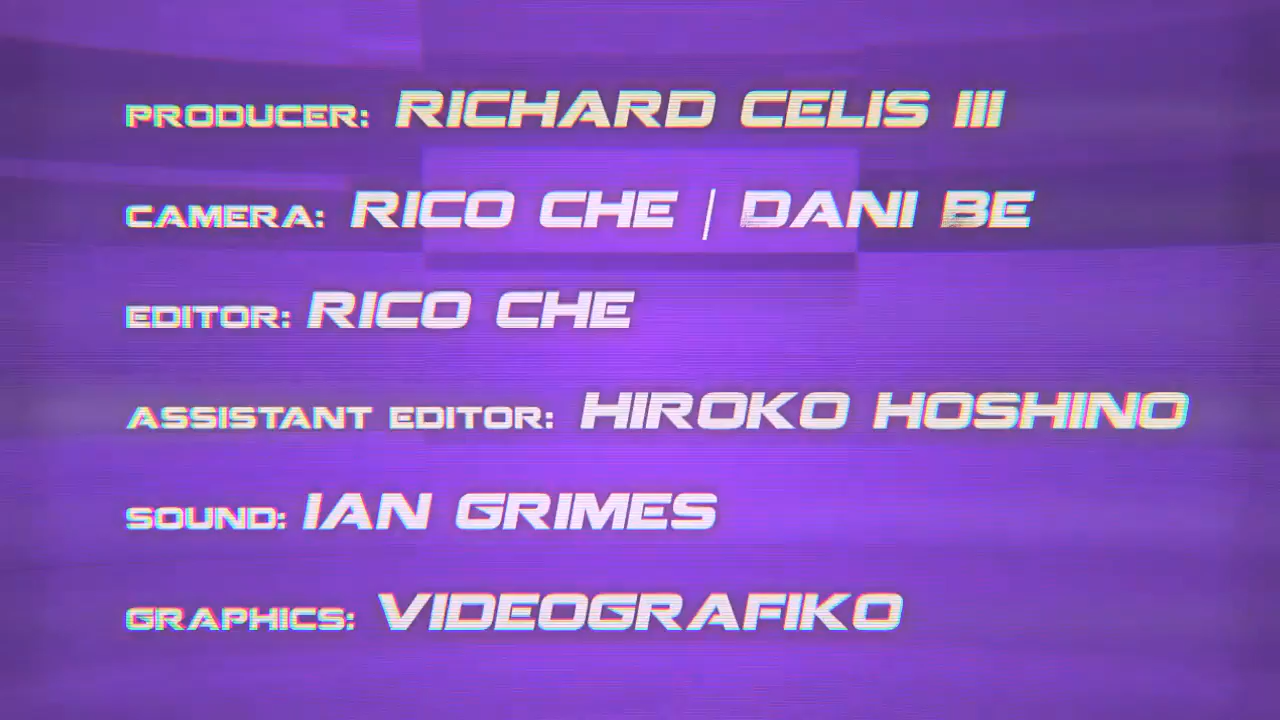 PRODUCER: RICHARD CELIS III
CAMERA: RICO CHE | DANI BE
EDITOR: RICO CHE
ASSISTANT EDITOR: HIROKO HOSHINO
SOUND: IAN GRIMES
GRAPHICS: VIDEOGRAFIKO